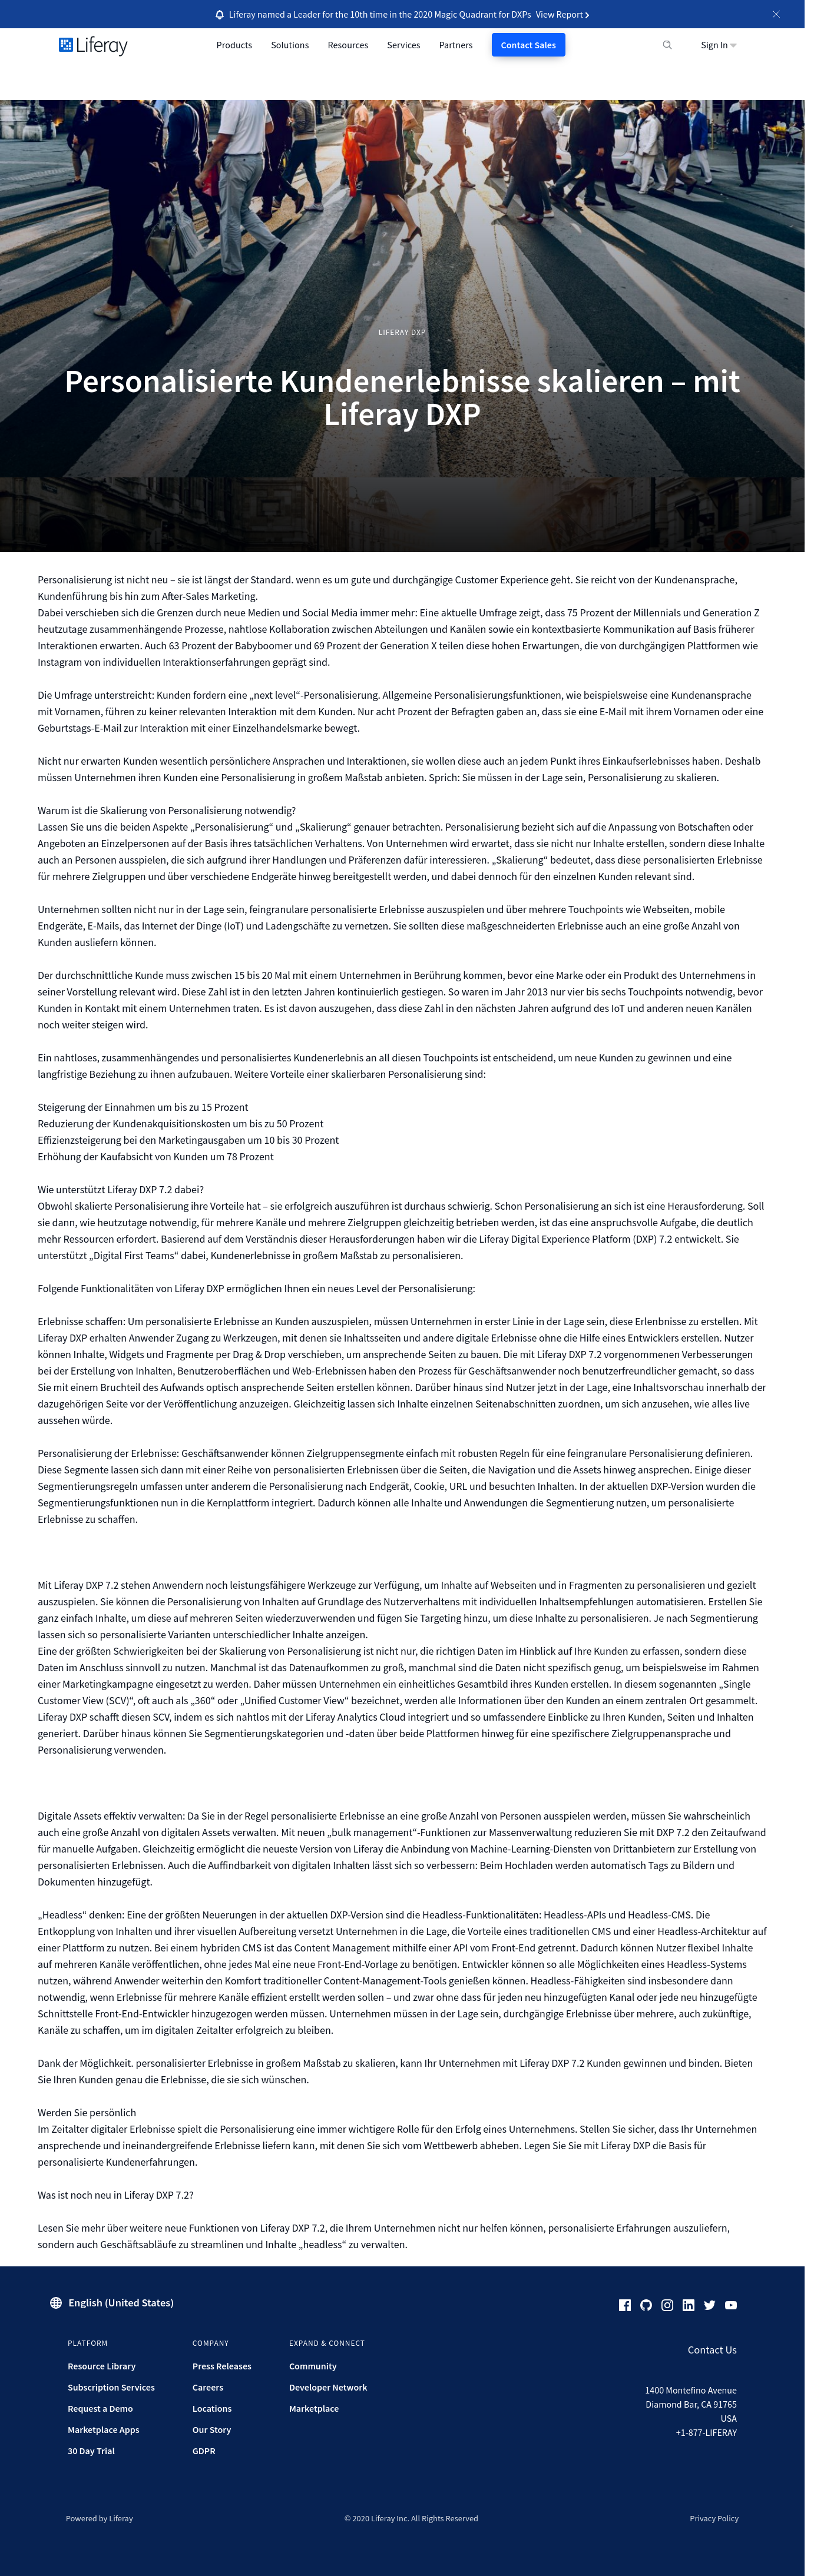 Liferay named a Leader for the 10th time in the 2020 Magic Quadrant for DXPs View Report
Liferay
Products Solutions Resources Services Partners Contact Sales Sign In
LIFERAY DXP
Personalisierte Kundenerlebnisse skalieren – mit
Liferay DXP
Personalisierung ist nicht neu – sie ist längst der Standard. wenn es um gute und durchgängige Customer Experience geht. Sie reicht von der Kundenansprache,
Kundenführung bis hin zum After-Sales Marketing.
Dabei verschieben sich die Grenzen durch neue Medien und Social Media immer mehr: Eine aktuelle Umfrage zeigt, dass 75 Prozent der Millennials und Generation Z
heutzutage zusammenhängende Prozesse, nahtlose Kollaboration zwischen Abteilungen und Kanälen sowie ein kontextbasierte Kommunikation auf Basis früherer
Interaktionen erwarten. Auch 63 Prozent der Babyboomer und 69 Prozent der Generation X teilen diese hohen Erwartungen, die von durchgängigen Plattformen wie
Instagram von individuellen Interaktionserfahrungen geprägt sind.
Die Umfrage unterstreicht: Kunden fordern eine „next level“-Personalisierung. Allgemeine Personalisierungsfunktionen, wie beispielsweise eine Kundenansprache
mit Vornamen, führen zu keiner relevanten Interaktion mit dem Kunden. Nur acht Prozent der Befragten gaben an, dass sie eine E-Mail mit ihrem Vornamen oder eine
Geburtstags-E-Mail zur Interaktion mit einer Einzelhandelsmarke bewegt.
Nicht nur erwarten Kunden wesentlich persönlichere Ansprachen und Interaktionen, sie wollen diese auch an jedem Punkt ihres Einkaufserlebnisses haben. Deshalb
müssen Unternehmen ihren Kunden eine Personalisierung in großem Maßstab anbieten. Sprich: Sie müssen in der Lage sein, Personalisierung zu skalieren.
Warum ist die Skalierung von Personalisierung notwendig?
Lassen Sie uns die beiden Aspekte „Personalisierung“ und „Skalierung“ genauer betrachten. Personalisierung bezieht sich auf die Anpassung von Botschaften oder
Angeboten an Einzelpersonen auf der Basis ihres tatsächlichen Verhaltens. Von Unternehmen wird erwartet, dass sie nicht nur Inhalte erstellen, sondern diese Inhalte
auch an Personen ausspielen, die sich aufgrund ihrer Handlungen und Präferenzen dafür interessieren. „Skalierung“ bedeutet, dass diese personalisierten Erlebnisse
für mehrere Zielgruppen und über verschiedene Endgeräte hinweg bereitgestellt werden, und dabei dennoch für den einzelnen Kunden relevant sind.
Unternehmen sollten nicht nur in der Lage sein, feingranulare personalisierte Erlebnisse auszuspielen und über mehrere Touchpoints wie Webseiten, mobile
Endgeräte, E-Mails, das Internet der Dinge (IoT) und Ladengschäfte zu vernetzen. Sie sollten diese maßgeschneiderten Erlebnisse auch an eine große Anzahl von
Kunden ausliefern können.
Der durchschnittliche Kunde muss zwischen 15 bis 20 Mal mit einem Unternehmen in Berührung kommen, bevor eine Marke oder ein Produkt des Unternehmens in
seiner Vorstellung relevant wird. Diese Zahl ist in den letzten Jahren kontinuierlich gestiegen. So waren im Jahr 2013 nur vier bis sechs Touchpoints notwendig, bevor
Kunden in Kontakt mit einem Unternehmen traten. Es ist davon auszugehen, dass diese Zahl in den nächsten Jahren aufgrund des IoT und anderen neuen Kanälen
noch weiter steigen wird.
Ein nahtloses, zusammenhängendes und personalisiertes Kundenerlebnis an all diesen Touchpoints ist entscheidend, um neue Kunden zu gewinnen und eine
langfristige Beziehung zu ihnen aufzubauen. Weitere Vorteile einer skalierbaren Personalisierung sind:
Steigerung der Einnahmen um bis zu 15 Prozent
Reduzierung der Kundenakquisitionskosten um bis zu 50 Prozent
Effizienzsteigerung bei den Marketingausgaben um 10 bis 30 Prozent
Erhöhung der Kaufabsicht von Kunden um 78 Prozent
Wie unterstützt Liferay DXP 7.2 dabei?
Obwohl skalierte Personalisierung ihre Vorteile hat – sie erfolgreich auszuführen ist durchaus schwierig. Schon Personalisierung an sich ist eine Herausforderung. Soll
sie dann, wie heutzutage notwendig, für mehrere Kanäle und mehrere Zielgruppen gleichzeitig betrieben werden, ist das eine anspruchsvolle Aufgabe, die deutlich
mehr Ressourcen erfordert. Basierend auf dem Verständnis dieser Herausforderungen haben wir die Liferay Digital Experience Platform (DXP) 7.2 entwickelt. Sie
unterstützt „Digital First Teams“ dabei, Kundenerlebnisse in großem Maßstab zu personalisieren.
Folgende Funktionalitäten von Liferay DXP ermöglichen Ihnen ein neues Level der Personalisierung:
Erlebnisse schaffen: Um personalisierte Erlebnisse an Kunden auszuspielen, müssen Unternehmen in erster Linie in der Lage sein, diese Erlenbnisse zu erstellen. Mit
Liferay DXP erhalten Anwender Zugang zu Werkzeugen, mit denen sie Inhaltsseiten und andere digitale Erlebnisse ohne die Hilfe eines Entwicklers erstellen. Nutzer
können Inhalte, Widgets und Fragmente per Drag & Drop verschieben, um ansprechende Seiten zu bauen. Die mit Liferay DXP 7.2 vorgenommenen Verbesserungen
bei der Erstellung von Inhalten, Benutzeroberflächen und Web-Erlebnissen haben den Prozess für Geschäftsanwender noch benutzerfreundlicher gemacht, so dass
Sie mit einem Bruchteil des Aufwands optisch ansprechende Seiten erstellen können. Darüber hinaus sind Nutzer jetzt in der Lage, eine Inhaltsvorschau innerhalb der
dazugehörigen Seite vor der Veröffentlichung anzuzeigen. Gleichzeitig lassen sich Inhalte einzelnen Seitenabschnitten zuordnen, um sich anzusehen, wie alles live
aussehen würde.
Personalisierung der Erlebnisse: Geschäftsanwender können Zielgruppensegmente einfach mit robusten Regeln für eine feingranulare Personalisierung definieren.
Diese Segmente lassen sich dann mit einer Reihe von personalisierten Erlebnissen über die Seiten, die Navigation und die Assets hinweg ansprechen. Einige dieser
Segmentierungsregeln umfassen unter anderem die Personalisierung nach Endgerät, Cookie, URL und besuchten Inhalten. In der aktuellen DXP-Version wurden die
Segmentierungsfunktionen nun in die Kernplattform integriert. Dadurch können alle Inhalte und Anwendungen die Segmentierung nutzen, um personalisierte
Erlebnisse zu schaffen.
Mit Liferay DXP 7.2 stehen Anwendern noch leistungsfähigere Werkzeuge zur Verfügung, um Inhalte auf Webseiten und in Fragmenten zu personalisieren und gezielt
auszuspielen. Sie können die Personalisierung von Inhalten auf Grundlage des Nutzerverhaltens mit individuellen Inhaltsempfehlungen automatisieren. Erstellen Sie
ganz einfach Inhalte, um diese auf mehreren Seiten wiederzuverwenden und fügen Sie Targeting hinzu, um diese Inhalte zu personalisieren. Je nach Segmentierung
lassen sich so personalisierte Varianten unterschiedlicher Inhalte anzeigen.
Eine der größten Schwierigkeiten bei der Skalierung von Personalisierung ist nicht nur, die richtigen Daten im Hinblick auf Ihre Kunden zu erfassen, sondern diese
Daten im Anschluss sinnvoll zu nutzen. Manchmal ist das Datenaufkommen zu groß, manchmal sind die Daten nicht spezifisch genug, um beispielsweise im Rahmen
einer Marketingkampagne eingesetzt zu werden. Daher müssen Unternehmen ein einheitliches Gesamtbild ihres Kunden erstellen. In diesem sogenannten „Single
Customer View (SCV)“, oft auch als „360“ oder „Unified Customer View“ bezeichnet, werden alle Informationen über den Kunden an einem zentralen Ort gesammelt.
Liferay DXP schafft diesen SCV, indem es sich nahtlos mit der Liferay Analytics Cloud integriert und so umfassendere Einblicke zu Ihren Kunden, Seiten und Inhalten
generiert. Darüber hinaus können Sie Segmentierungskategorien und -daten über beide Plattformen hinweg für eine spezifischere Zielgruppenansprache und
Personalisierung verwenden.
Digitale Assets effektiv verwalten: Da Sie in der Regel personalisierte Erlebnisse an eine große Anzahl von Personen ausspielen werden, müssen Sie wahrscheinlich
auch eine große Anzahl von digitalen Assets verwalten. Mit neuen „bulk management“-Funktionen zur Massenverwaltung reduzieren Sie mit DXP 7.2 den Zeitaufwand
für manuelle Aufgaben. Gleichzeitig ermöglicht die neueste Version von Liferay die Anbindung von Machine-Learning-Diensten von Drittanbietern zur Erstellung von
personalisierten Erlebnissen. Auch die Auffindbarkeit von digitalen Inhalten lässt sich so verbessern: Beim Hochladen werden automatisch Tags zu Bildern und
Dokumenten hinzugefügt.
„Headless“ denken: Eine der größten Neuerungen in der aktuellen DXP-Version sind die Headless-Funktionalitäten: Headless-APIs und Headless-CMS. Die
Entkopplung von Inhalten und ihrer visuellen Aufbereitung versetzt Unternehmen in die Lage, die Vorteile eines traditionellen CMS und einer Headless-Architektur auf
einer Plattform zu nutzen. Bei einem hybriden CMS ist das Content Management mithilfe einer API vom Front-End getrennt. Dadurch können Nutzer flexibel Inhalte
auf mehreren Kanäle veröffentlichen, ohne jedes Mal eine neue Front-End-Vorlage zu benötigen. Entwickler können so alle Möglichkeiten eines Headless-Systems
nutzen, während Anwender weiterhin den Komfort traditioneller Content-Management-Tools genießen können. Headless-Fähigkeiten sind insbesondere dann
notwendig, wenn Erlebnisse für mehrere Kanäle effizient erstellt werden sollen – und zwar ohne dass für jeden neu hinzugefügten Kanal oder jede neu hinzugefügte
Schnittstelle Front-End-Entwickler hinzugezogen werden müssen. Unternehmen müssen in der Lage sein, durchgängige Erlebnisse über mehrere, auch zukünftige,
Kanäle zu schaffen, um im digitalen Zeitalter erfolgreich zu bleiben.
Dank der Möglichkeit. personalisierter Erlebnisse in großem Maßstab zu skalieren, kann Ihr Unternehmen mit Liferay DXP 7.2 Kunden gewinnen und binden. Bieten
Sie Ihren Kunden genau die Erlebnisse, die sie sich wünschen.
Werden Sie persönlich
Im Zeitalter digitaler Erlebnisse spielt die Personalisierung eine immer wichtigere Rolle für den Erfolg eines Unternehmens. Stellen Sie sicher, dass Ihr Unternehmen
ansprechende und ineinandergreifende Erlebnisse liefern kann, mit denen Sie sich vom Wettbewerb abheben. Legen Sie Sie mit Liferay DXP die Basis für
personalisierte Kundenerfahrungen.
Was ist noch neu in Liferay DXP 7.2?
Lesen Sie mehr über weitere neue Funktionen von Liferay DXP 7.2, die Ihrem Unternehmen nicht nur helfen können, personalisierte Erfahrungen auszuliefern,
sondern auch Geschäftsabläufe zu streamlinen und Inhalte „headless“ zu verwalten.
English (United States)
PLATFORM
Resource Library
Subscription Services
Request a Demo
Marketplace Apps
30 Day Trial
COMPANY
Press Releases
Careers
Locations
Our Story
GDPR
EXPAND & CONNECT
Community
Developer Network
Marketplace
Contact Us
1400 Montefino Avenue
Diamond Bar, CA 91765
USA
+1-877-LIFERAY
Powered by Liferay
© 2020 Liferay Inc. All Rights Reserved
Privacy Policy